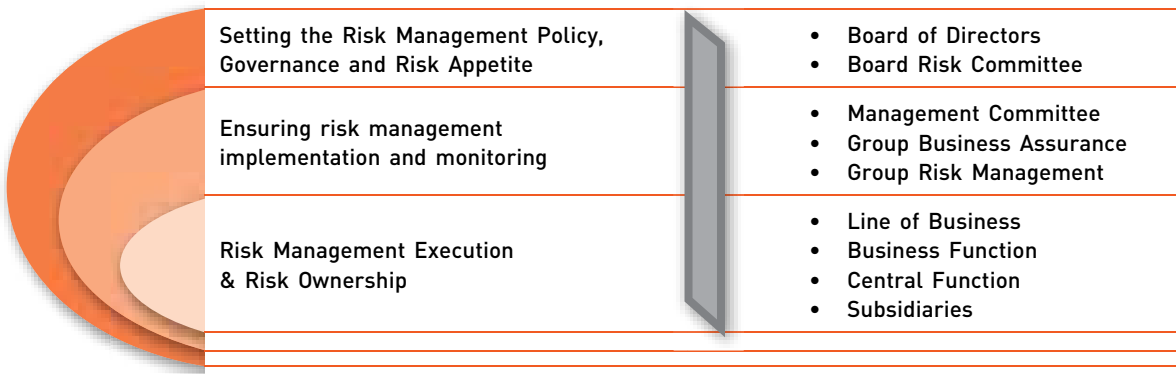 Setting the Risk Management Policy,
Governance and Risk Appetite
• Board of Directors
• Board Risk Committee
Ensuring risk management
implementation and monitoring
• Management Committee
• Group Business Assurance
• Group Risk Management
Risk Management Execution
& Risk Ownership
• Line of Business
• Business Function
• Central Function
• Subsidiaries